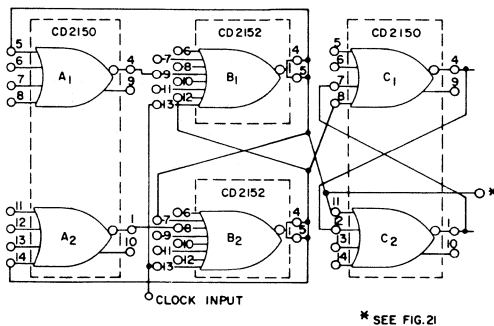 CD2150 CD2152 CD2150
5 6 4 5 4
6 7 8 4 6
7 A1 9 9 10 B1 5 7 C1 9
8 11 12 8
13
CD2152
11 6 4 11
12 1 7 8 2 1
13 A2 9 10 B2 5 3 C2
14 10 11 12 4 10
13
CLOCK INPUT
*
* SEE FIG.21